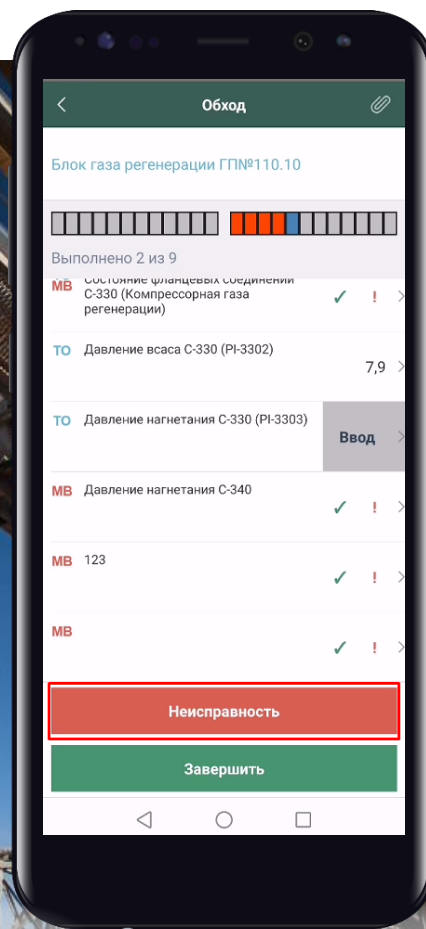 Обход
Блок газа регенерации ГП№110.10
Выполнено 2 из 9
МВ Состояние фланцевых соединений
С-330 (Компрессорная газа
регенерации)
ТО Давление всаса С-330 (PI-3302)
7,9
ТО Давление нагнетания С-330 (PI-3303)
Ввод
МВ Давление нагнетания С-340
МВ 123
МВ
Неисправность
Завершить